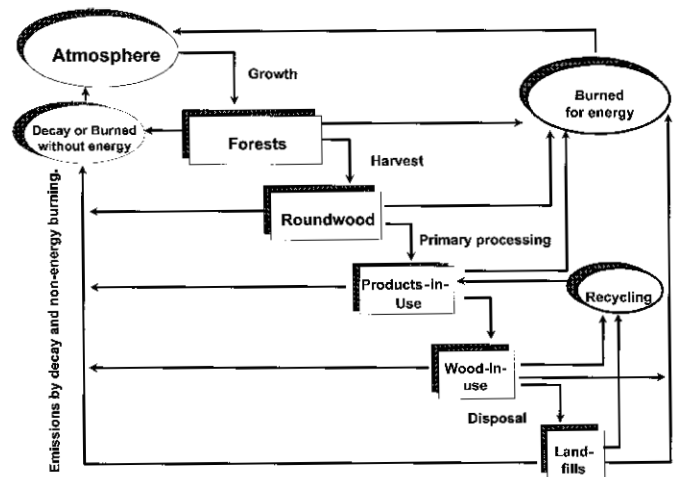 Atmosphere
Growth
Burned
for energy
Decay or Burned
without energy
Forests
Harvest
Roundwood
Primary processing
Products-in-
Use
Recycling
Wood-In-
use
Disposal
Land-
fills
Emissions by decay and non-energy burning.